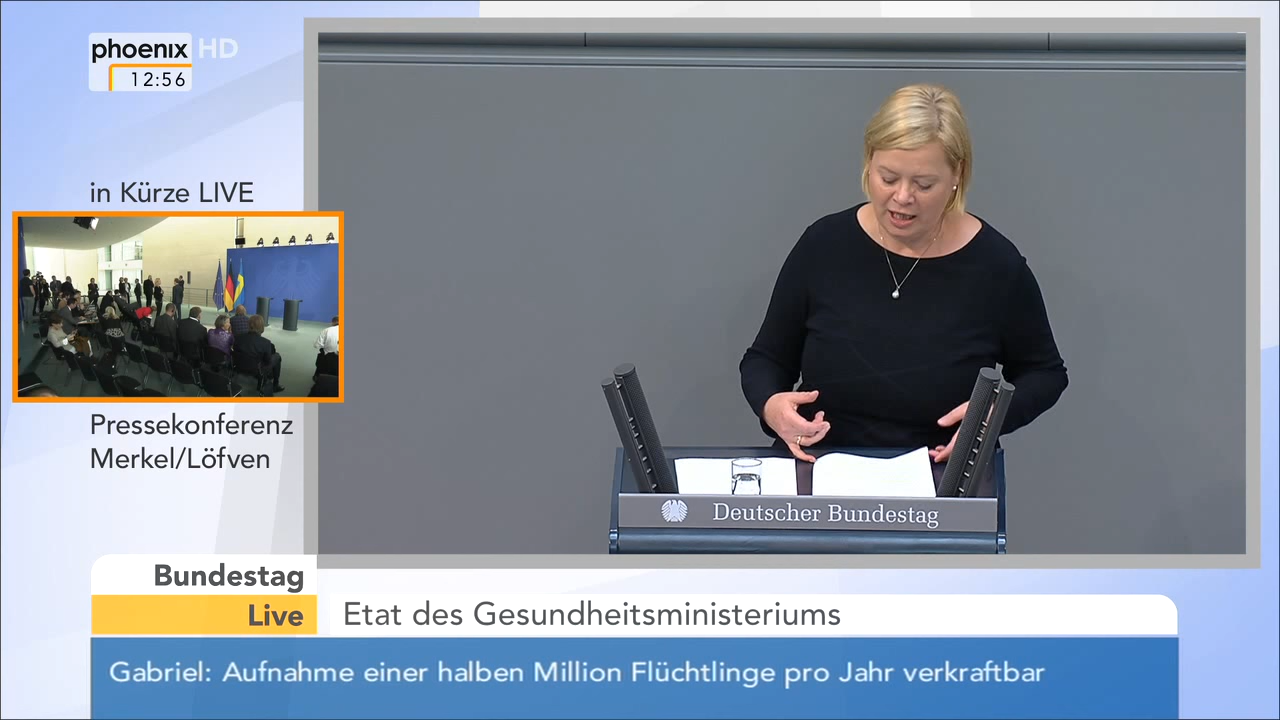 phoenix HD
12:56
in Kürze LIVE
Pressekonferenz
Merkel/Löfven
Deutscher Bundestag
Bundestag
Live
Etat des Gesundheitsministeriums
Gabriel: Aufnahme einer halben Million Flüchtlinge pro Jahr verkraftbar